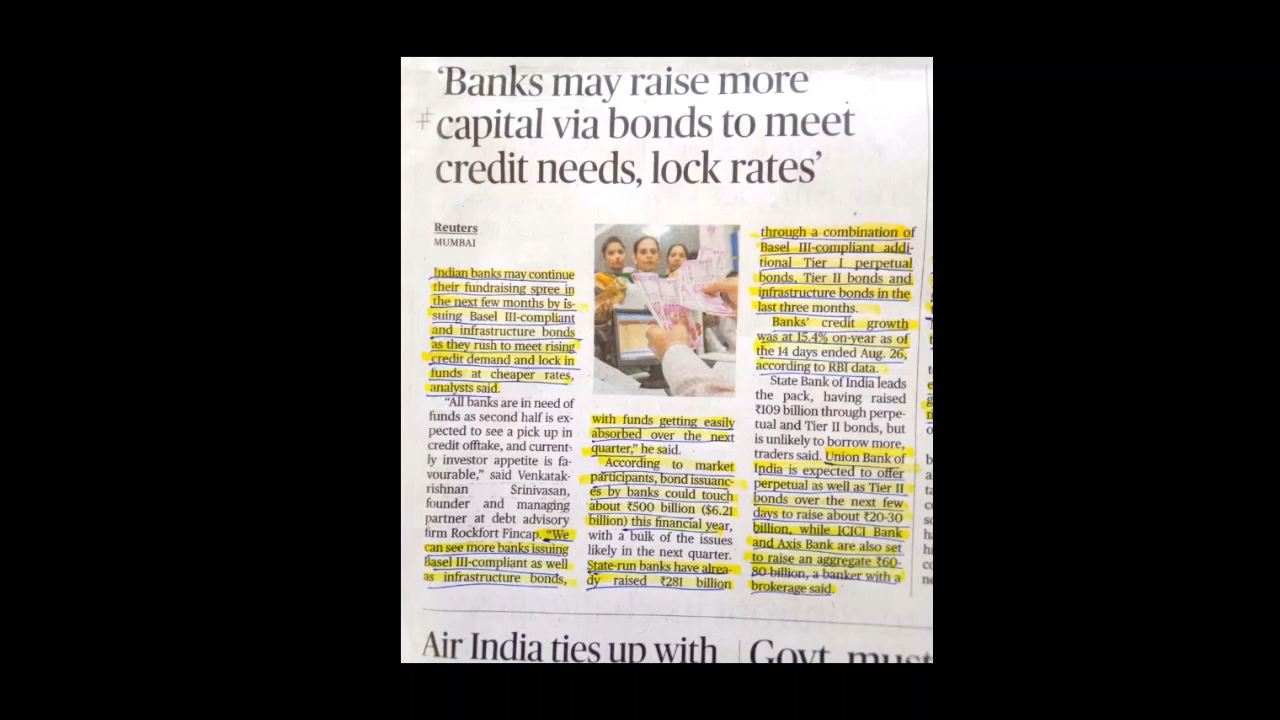 ‘Banks may raise more
capital via bonds to meet
credit needs, lock rates’
Reuters
MUMBAI
Indian banks may continue
their fundraising spree in
the next few months by is-
suing Basel III-compliant
and infrastructure bonds
as they rush to meet rising
credit demand and lock in
funds at cheaper rates,
analysts said.
“All banks are in need of
funds as second half is ex-
pected to see a pick up in
credit offtake, and current-
ly investor appetite is fa-
vourable,” said Venkatak-
rishnan Srinivasan,
founder and managing
partner at debt advisory
firm Rockfort Fincap. “We
can see more banks issuing
Basel III-compliant as well
as infrastructure bonds,
with funds getting easily
absorbed over the next
quarter,” he said.
According to market
participants, bond issuanc-
es by banks could touch
about ₹500 billion ($6.21
billion) this financial year,
with a bulk of the issues
likely in the next quarter.
State-run banks have alrea-
dy raised ₹281 billion
through a combination of
Basel III-compliant addi-
tional Tier I perpetual
bonds, Tier II bonds and
infrastructure bonds in the
last three months.
Banks’ credit growth
was at 15.4% on-year as of
the 14 days ended Aug. 26,
according to RBI data.
State Bank of India leads
the pack, having raised
₹109 billion through perpe-
tual and Tier II bonds, but
is unlikely to borrow more,
traders said. Union Bank of
India is expected to offer
perpetual as well as Tier II
bonds over the next few
days to raise about ₹20-30
billion, while ICICI Bank
and Axis Bank are also set
to raise an aggregate ₹60-
80 billion, a banker with a
brokerage said.
Air India ties up with
Govt. must